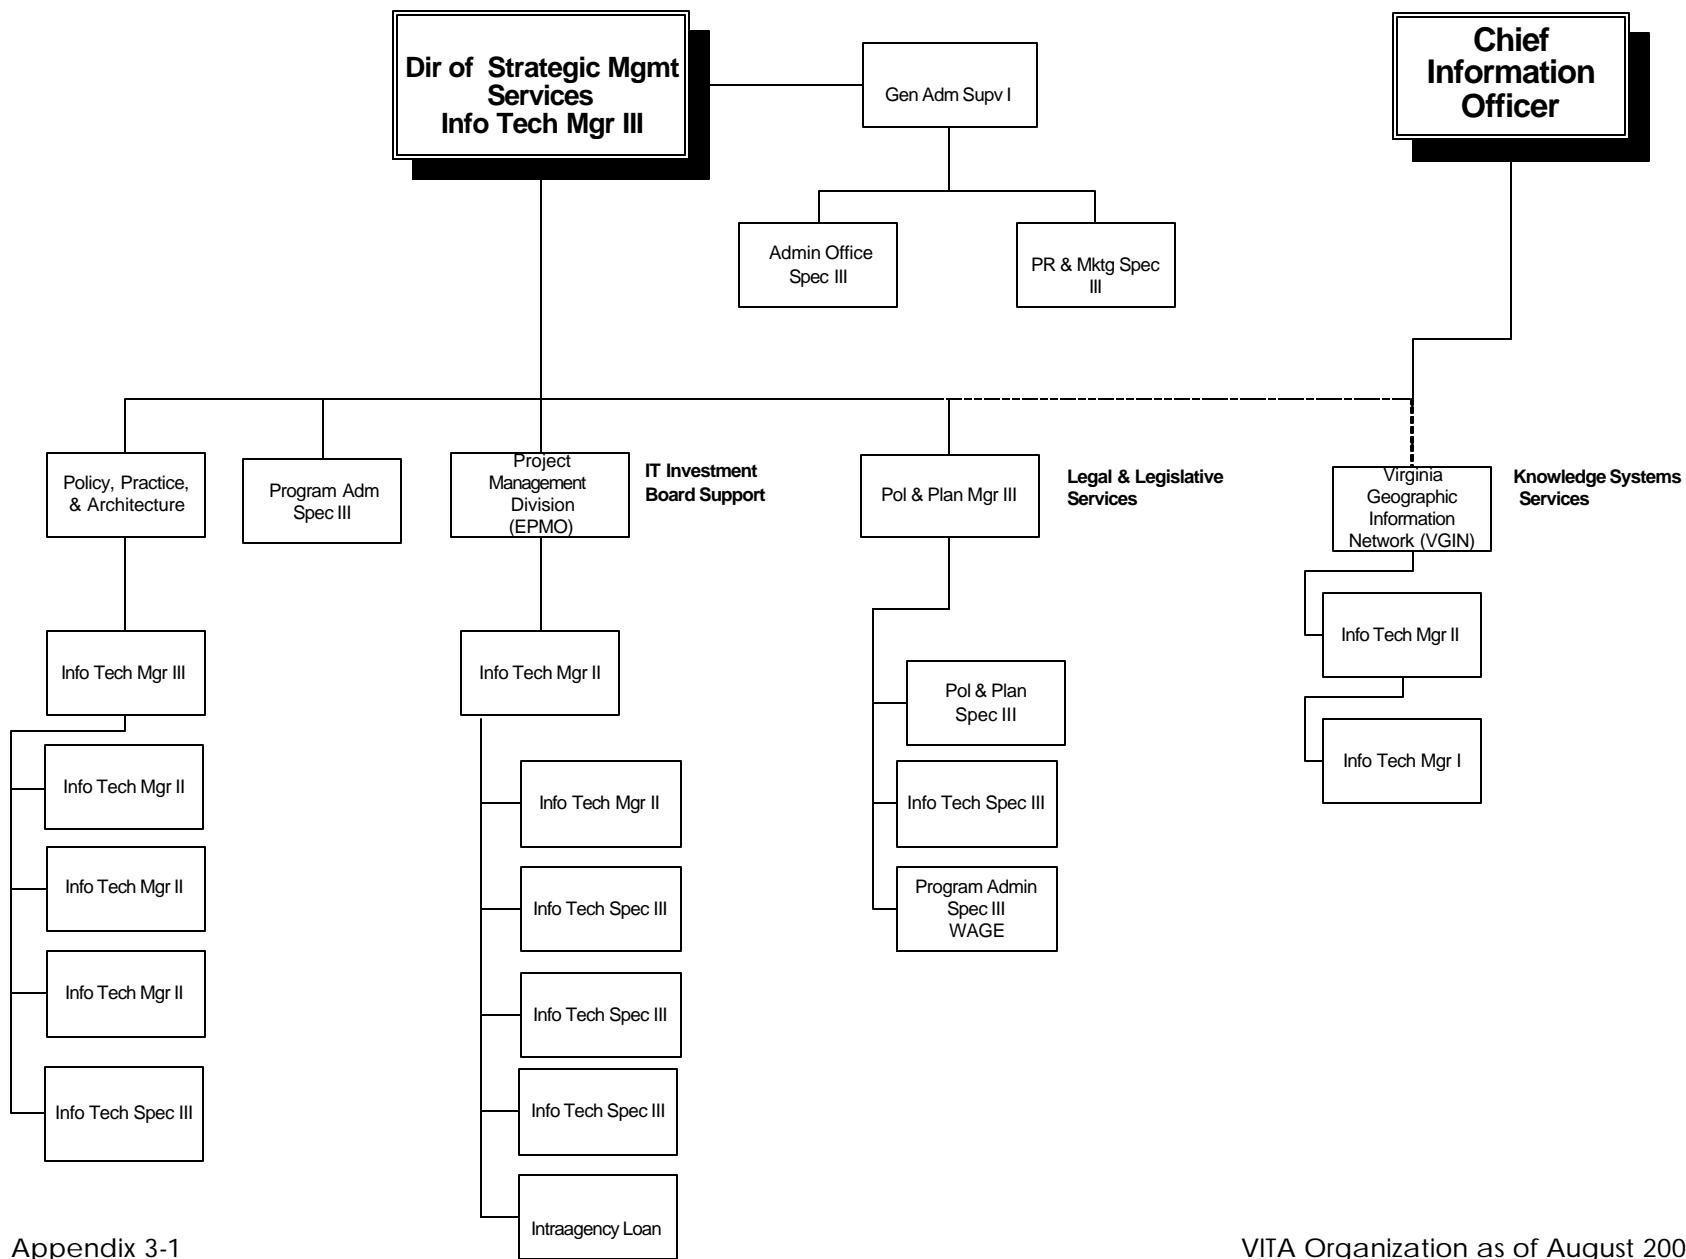 Dir of Strategic Mgmt
Services
Info Tech Mgr III
Gen Adm Supv I
Chief
Information
Officer
Admin Office
Spec III
PR & Mktg Spec
III
Policy, Practice,
& Architecture
Program Adm
Spec III
Project
Management
Division
(EPMO)
IT Investment
Board Support
Pol & Plan Mgr III
Legal & Legislative
Services
Virginia
Geographic
Information
Network (VGIN)
Knowledge Systems
Services
Info Tech Mgr III
Info Tech Mgr II
Info Tech Mgr II
Info Tech Mgr II
Info Tech Spec III
Info Tech Mgr II
Info Tech Mgr II
Info Tech Spec III
Info Tech Spec III
Info Tech Spec III
Intraagency Loan
Pol & Plan
Spec III
Info Tech Spec III
Program Admin
Spec III
WAGE
Info Tech Mgr II
Info Tech Mgr I
Appendix 3-1
VITA Organization as of August 200